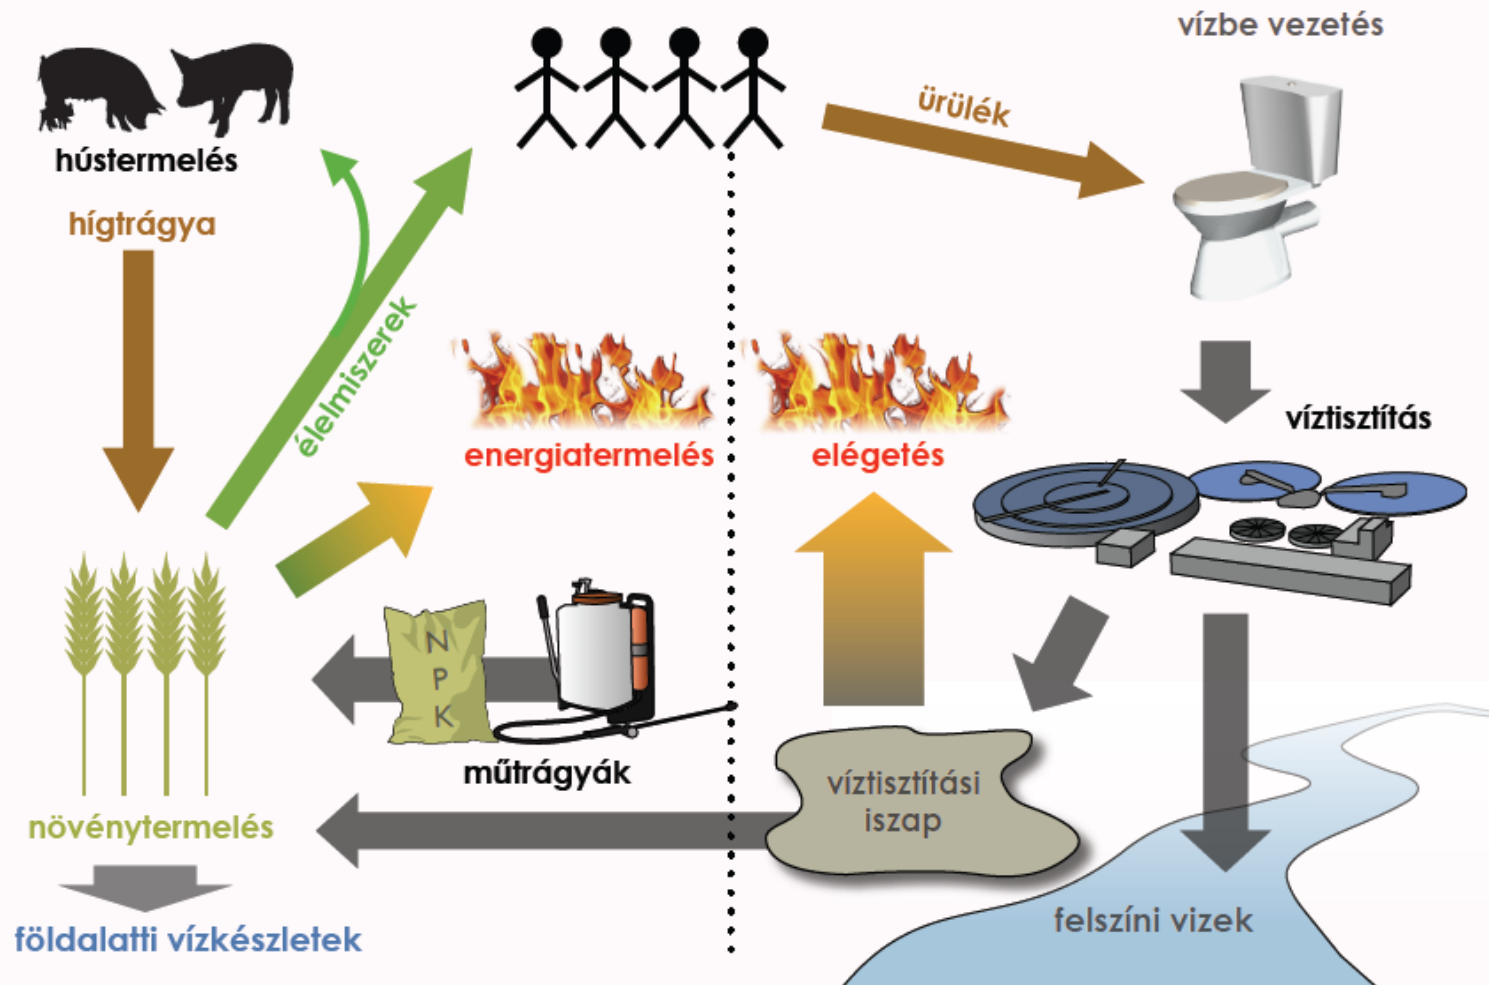 vízbe vezetés
ürülék
hústermelés
hígtrágya
élelmiszerek
energiatermelés
elégetés
víztisztítás
N
P
K
műtrágyák
víztisztítási
iszap
növénytermelés
földalatti vízkészletek
felszíni vizek